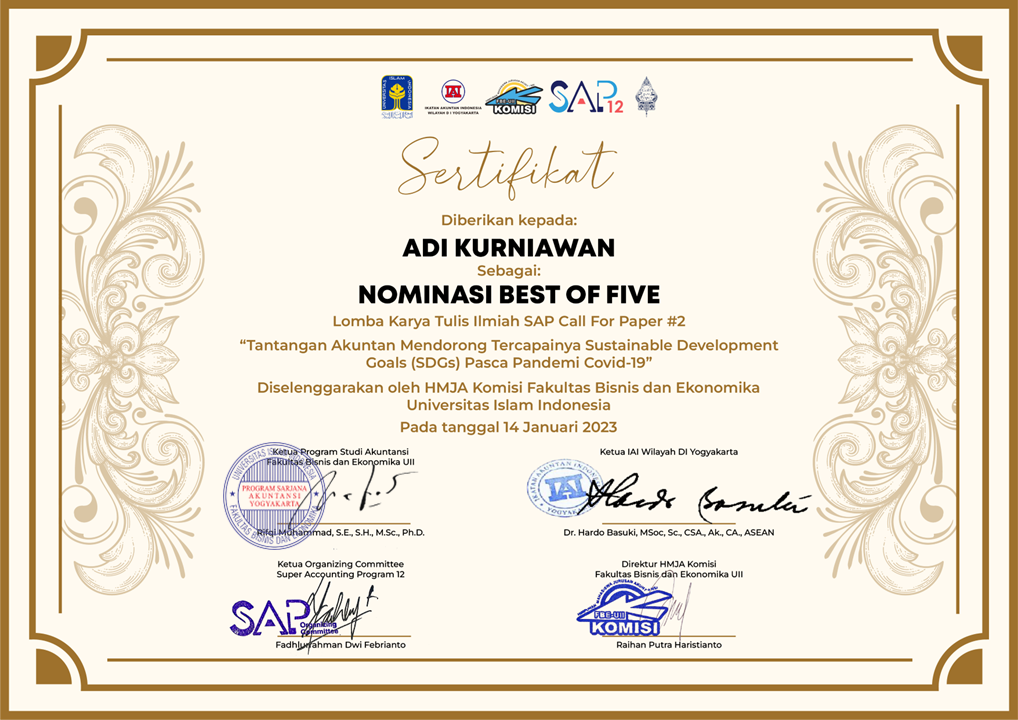 UNIVERSITAS ISLAM INDONESIA
IAI
IKATAN AKUNTAN INDONESIA
WILAYAH D I YOGYAKARTA
FBE-UII
KOMISI
SAP 12
Sertifikat
Diberikan kepada:
ADI KURNIAWAN
Sebagai:
NOMINASI BEST OF FIVE
Lomba Karya Tulis Ilmiah SAP Call For Paper #2
“Tantangan Akuntan Mendorong Tercapainya Sustainable Development
Goals (SDGs) Pasca Pandemi Covid-19”
Diselenggarakan oleh HMJA Komisi Fakultas Bisnis dan Ekonomika
Universitas Islam Indonesia
Pada tanggal 14 Januari 2023
Ketua Program Studi Akuntansi
Fakultas Bisnis dan Ekonomika UII
PROGRAM SARJANA
AKUNTANSI
YOGYAKARTA
FAKULTAS BISNIS DAN EKONOMIKA
Rifqi Muhammad, S.E., S.H., M.Sc., Ph.D.
Ketua IAI Wilayah DI Yogyakarta
IKATAN AKUNTAN INDONESIA
IAI
YOGYAKARTA
Hardo Basuki
Dr. Hardo Basuki, MSoc, Sc., CSA., Ak., CA., ASEAN
Ketua Organizing Committee
Super Accounting Program 12
SAP
Organizing
Committee
Fadhlurrahman Dwi Febrianto
Direktur HMJA Komisi
Fakultas Bisnis dan Ekonomika UII
FBE-UII
KOMISI
Raihan Putra Haristianto